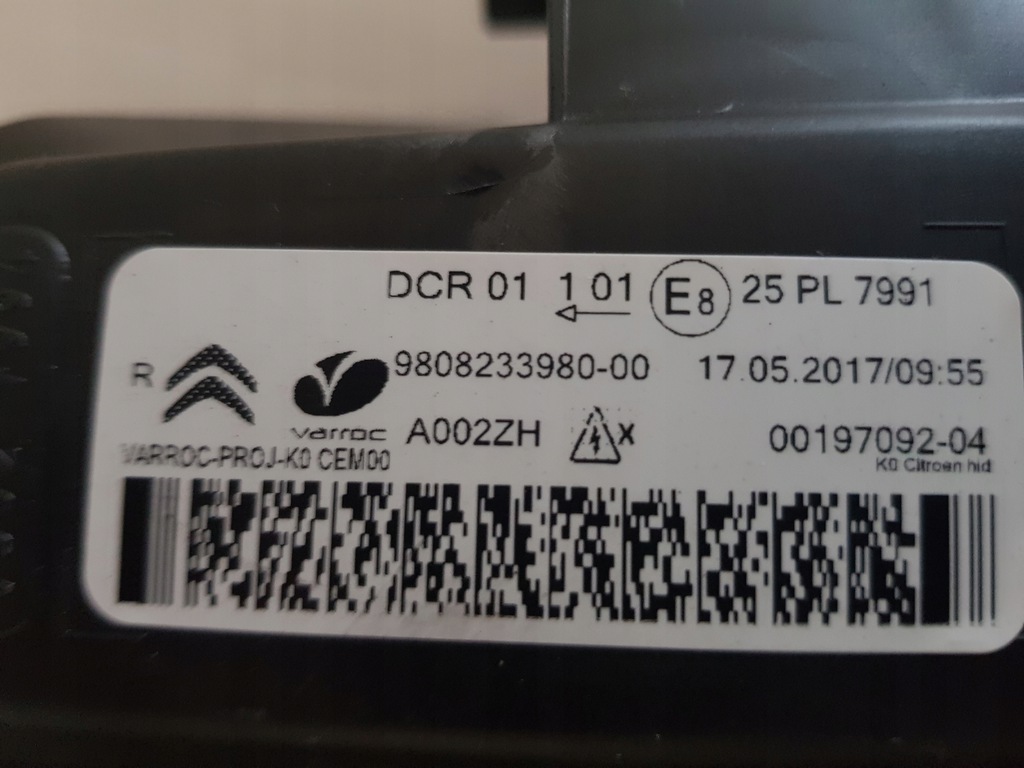 DCR 01 1 01 E8 25 PL 7991
R 9808233980-00 17.05.2017/09:55
varroc A002ZH X 00197092-04
VARROC-PROJ-K0 CEM00 K0 Citroen hid